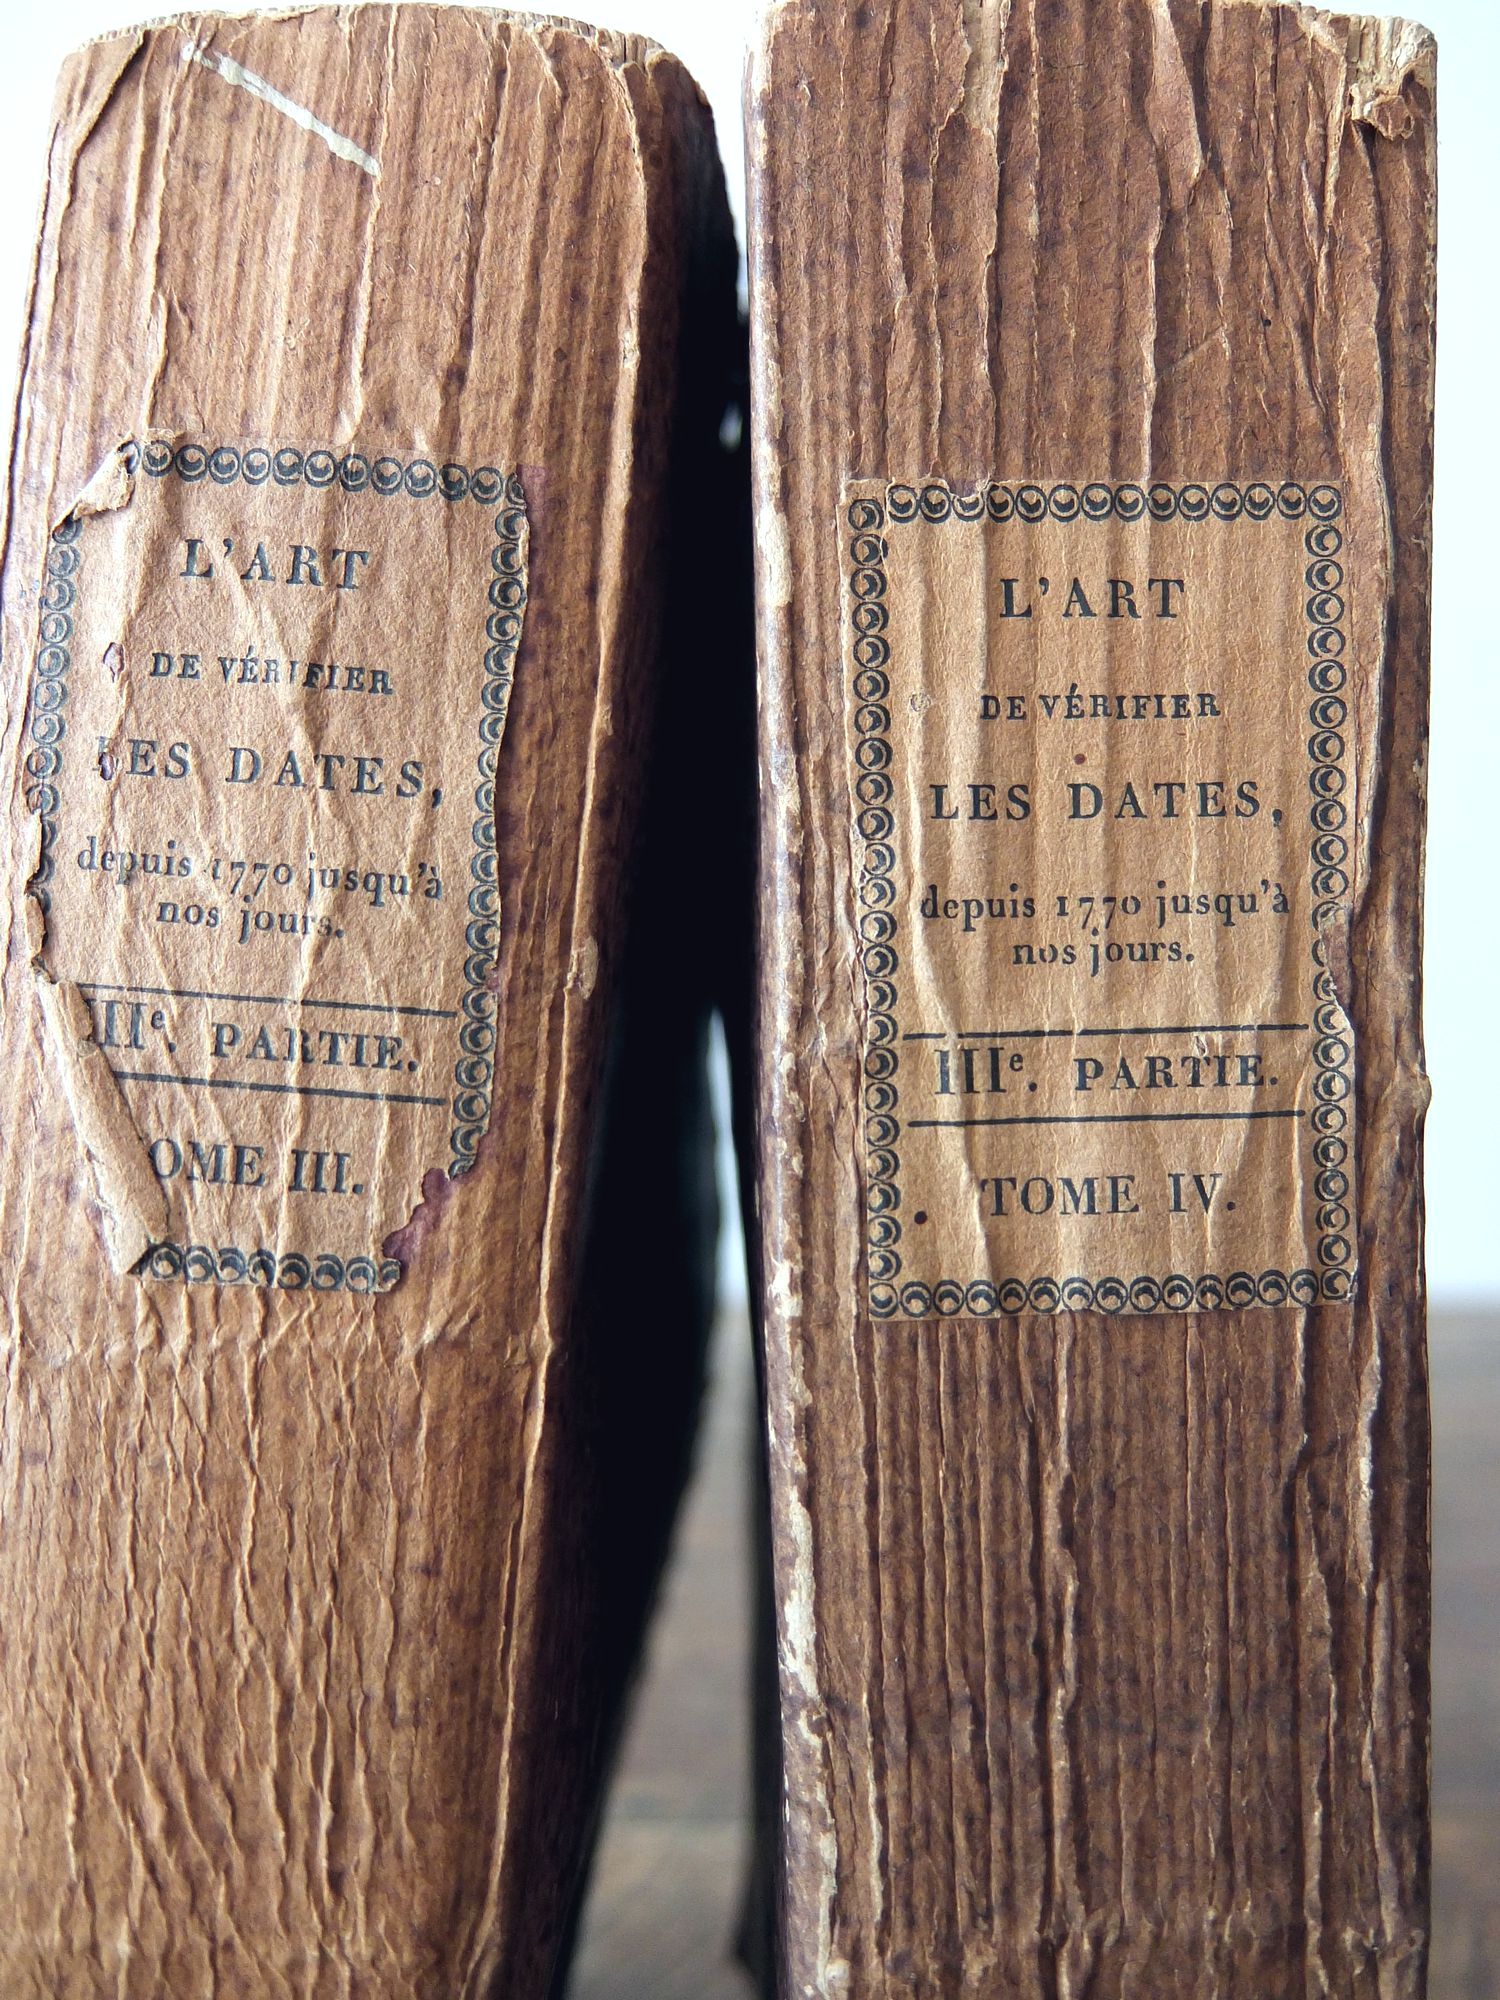 L'ART
DE VÉRIFIER
LES DATES,
depuis 1770 jusqu'à
nos jours.
IIIe. PARTIE.
OME III.
L'ART
DE VÉRIFIER
LES DATES,
depuis 1770 jusqu'à
nos jours.
IIIe. PARTIE.
TOME IV.